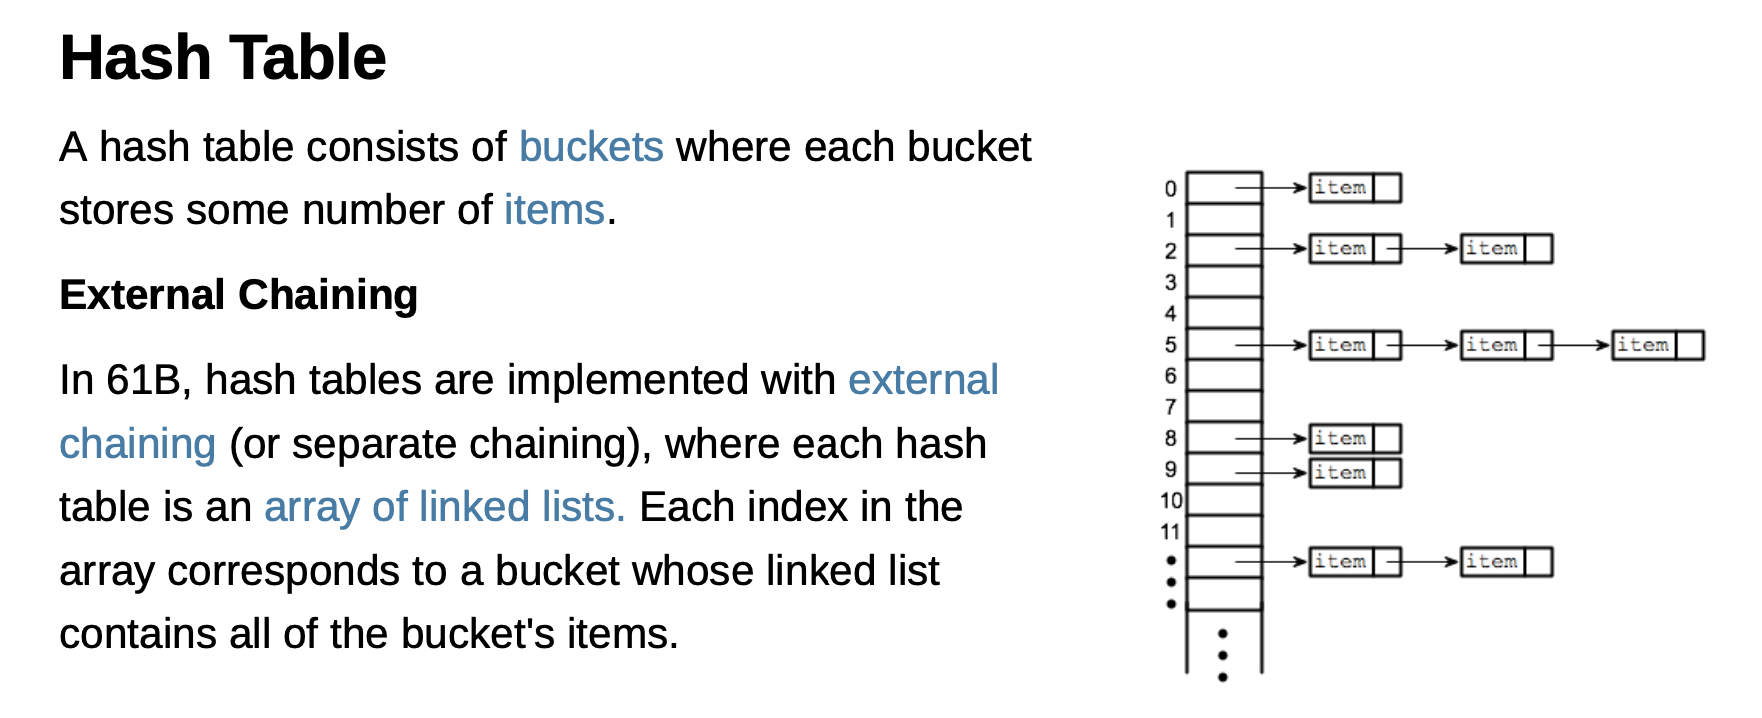 Hash Table
A hash table consists of buckets where each bucket
stores some number of items.
External Chaining
In 61B, hash tables are implemented with external
chaining (or separate chaining), where each hash
table is an array of linked lists. Each index in the
array corresponds to a bucket whose linked list
contains all of the bucket's items.
0 item
1
2 item item
3
4
5 item item item
6
7
8 item
9 item
10
11
item item